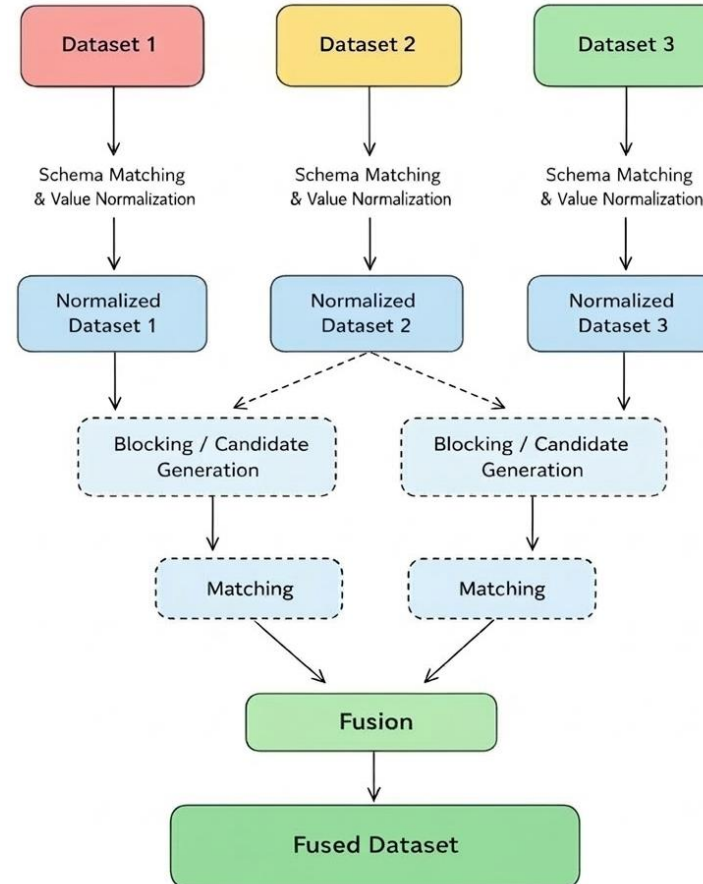 Dataset 1
Dataset 2
Dataset 3
Schema Matching
& Value Normalization
Schema Matching
& Value Normalization
Schema Matching
& Value Normalization
Normalized
Dataset 1
Normalized
Dataset 2
Normalized
Dataset 3
Blocking / Candidate
Generation
Blocking / Candidate
Generation
Matching
Matching
Fusion
Fused Dataset